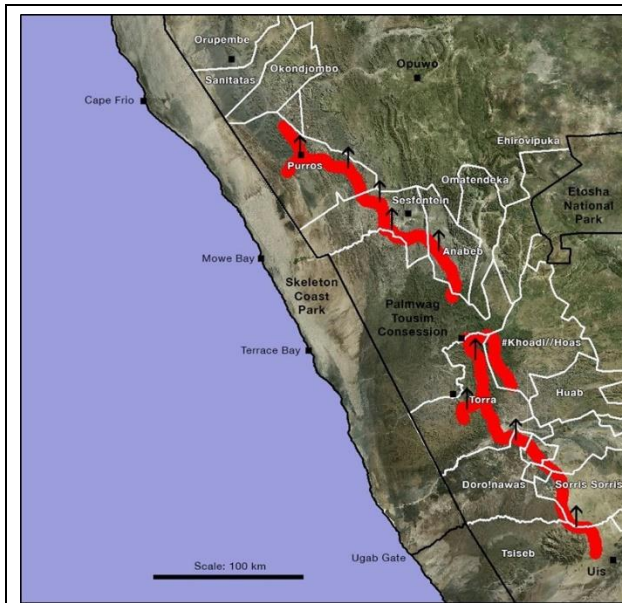 Orupembe
Okondjombo
Sanitatas
Opuwo
Cape Frio
Ehirovipuka
Purros
Omatendeka
Etosha
National
Park
Sesfontein
Anabeb
Mowe Bay
Skeleton
Coast
Park
Palmwag
Tousim
Consession
Terrace Bay
#Khoadi//Hoas
Huab
Torra
Doro!nawas
Sorris Sorris
Ugab Gate
Tsiseb
Uis
Scale: 100 km